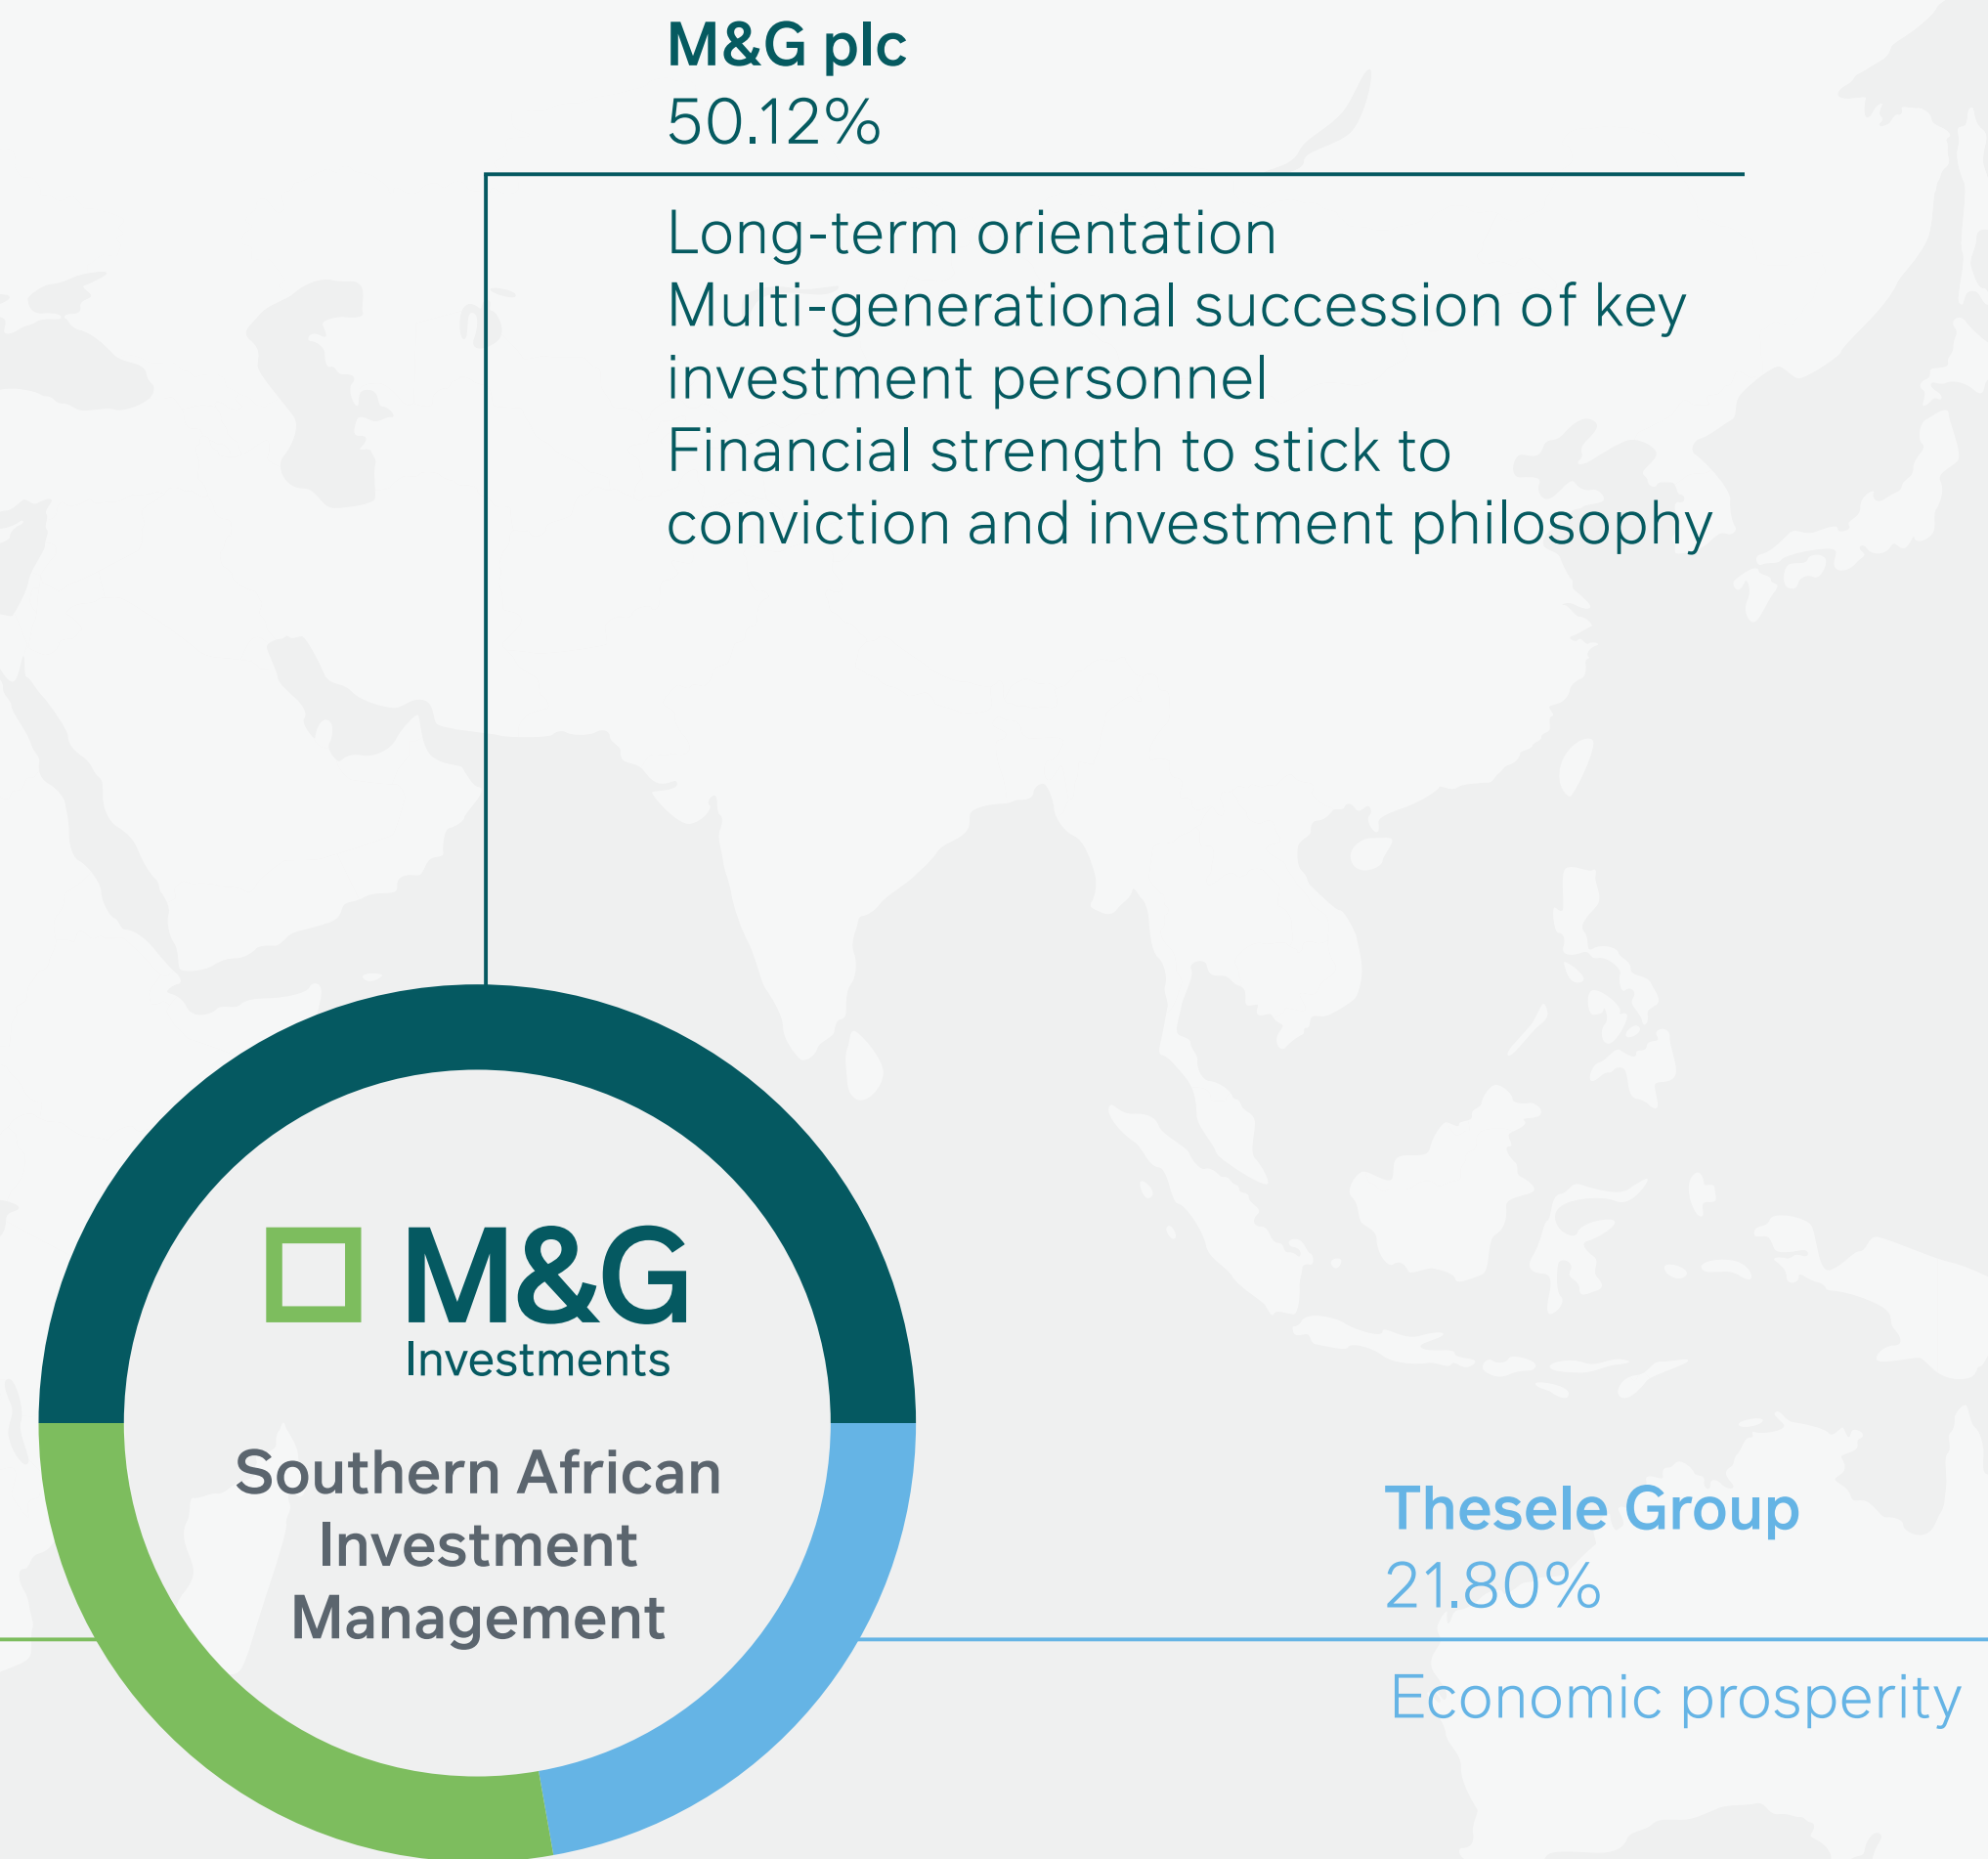 M&G plc
50.12%
Long-term orientation
Multi-generational succession of key
investment personnel
Financial strength to stick to
conviction and investment philosophy
M&G
Investments
Southern African
Investment
Management
Thesele Group
21.80%
Economic prosperity